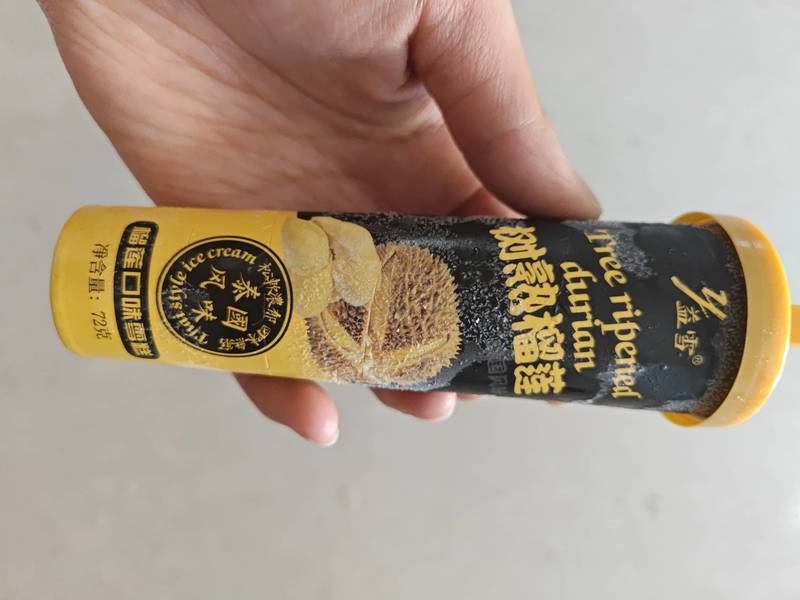 益雪®
Tree ripened
durian
树熟榴莲
Thai style ice cream
泰國
风味
榴莲口味雪糕
净含量：72克